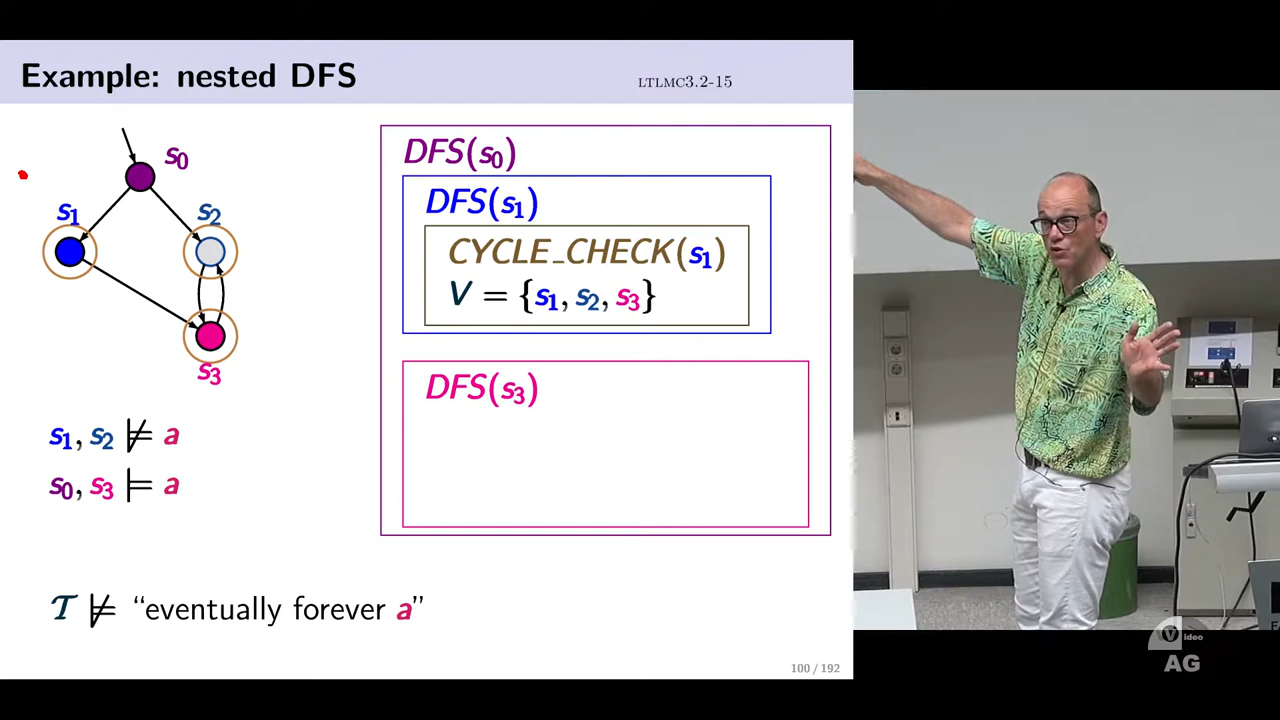 Example: nested DFS
LTLMC3.2-15
s₀
s₁
s₂
s₃
DFS(s₀)
DFS(s₁)
CYCLE_CHECK(s₁)
V = {s₁, s₂, s₃}
DFS(s₃)
s₁, s₂ ⊭ a
s₀, s₃ ⊨ a
𝒯 ⊭ “eventually forever a”
100 / 192
Video
AG